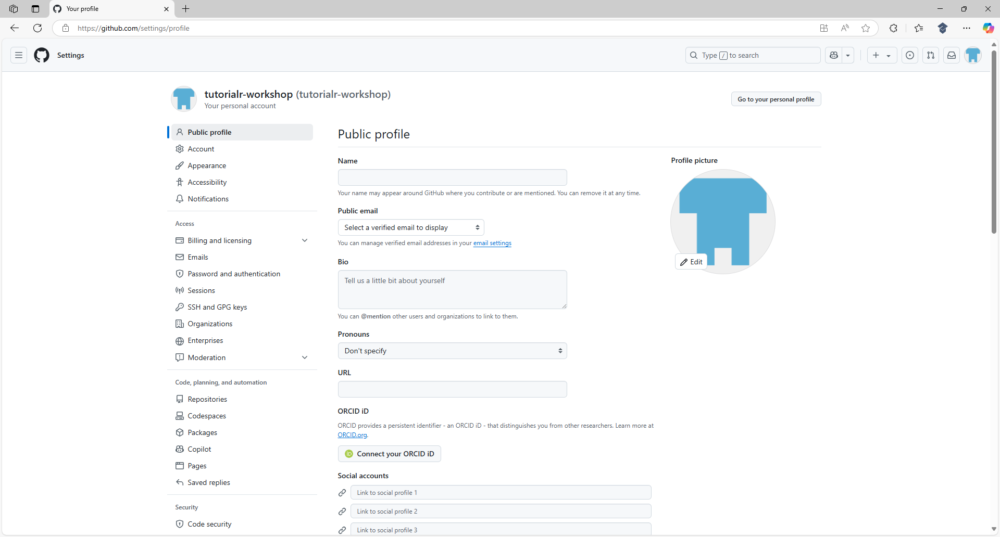 Your profile
https://github.com/settings/profile
Settings
Type / to search
tutorialr-workshop (tutorialr-workshop)
Your personal account
Go to your personal profile
Public profile
Account
Appearance
Accessibility
Notifications
Access
Billing and licensing
Emails
Password and authentication
Sessions
SSH and GPG keys
Organizations
Enterprises
Moderation
Code, planning, and automation
Repositories
Codespaces
Packages
Copilot
Pages
Saved replies
Security
Code security
Public profile
Name
Your name may appear around GitHub where you contribute or are mentioned. You can remove it at any time.
Public email
Select a verified email to display
You can manage verified email addresses in your email settings
Bio
Tell us a little bit about yourself
You can @mention other users and organizations to link to them.
Pronouns
Don't specify
URL
ORCID iD
ORCID provides a persistent identifier - an ORCID iD - that distinguishes you from other researchers. Learn more at
ORCID.org.
iD Connect your ORCID iD
Social accounts
Link to social profile 1
Link to social profile 2
Link to social profile 3
Profile picture
Edit